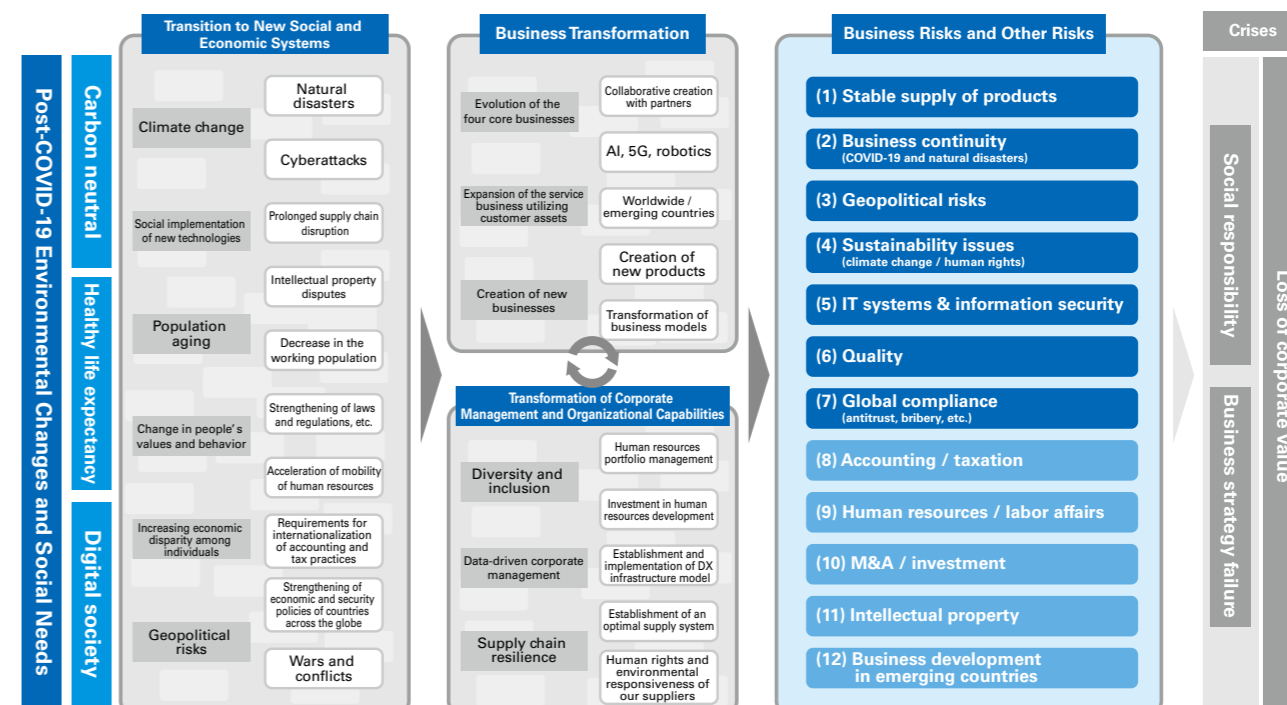 Post-COVID-19 Environmental Changes and Social Needs
Carbon neutral
Healthy life expectancy
Digital society
Transition to New Social and
Economic Systems
Climate change
Social implementation
of new technologies
Population
aging
Change in people's
values and behavior
Increasing economic
disparity among
individuals
Geopolitical
risks
Natural
disasters
Cyberattacks
Prolonged supply chain
disruption
Intellectual property
disputes
Decrease in the
working population
Strengthening of laws
and regulations, etc.
Acceleration of mobility
of human resources
Requirements for
internationalization
of accounting and
tax practices
Strengthening of
economic and security
policies of countries
across the globe
Wars and
conflicts
Business Transformation
Evolution of the
four core businesses
Expansion of the service
business utilizing
customer assets
Creation of new
businesses
Collaborative creation
with partners
AI, 5G, robotics
Worldwide /
emerging countries
Creation of
new products
Transformation of
business models
Transformation of Corporate
Management and Organizational Capabilities
Diversity and
inclusion
Data-driven corporate
management
Supply chain
resilience
Human resources
portfolio management
Investment in human
resources development
Establishment and
implementation of DX
infrastructure model
Establishment of an
optimal supply system
Human rights and
environmental
responsiveness of
our suppliers
Business Risks and Other Risks
(1) Stable supply of products
(2) Business continuity
(COVID-19 and natural disasters)
(3) Geopolitical risks
(4) Sustainability issues
(climate change / human rights)
(5) IT systems & information security
(6) Quality
(7) Global compliance
(antitrust, bribery, etc.)
(8) Accounting / taxation
(9) Human resources / labor affairs
(10) M&A / investment
(11) Intellectual property
(12) Business development
in emerging countries
Crises
Social responsibility
Business strategy failure
Loss of corporate value